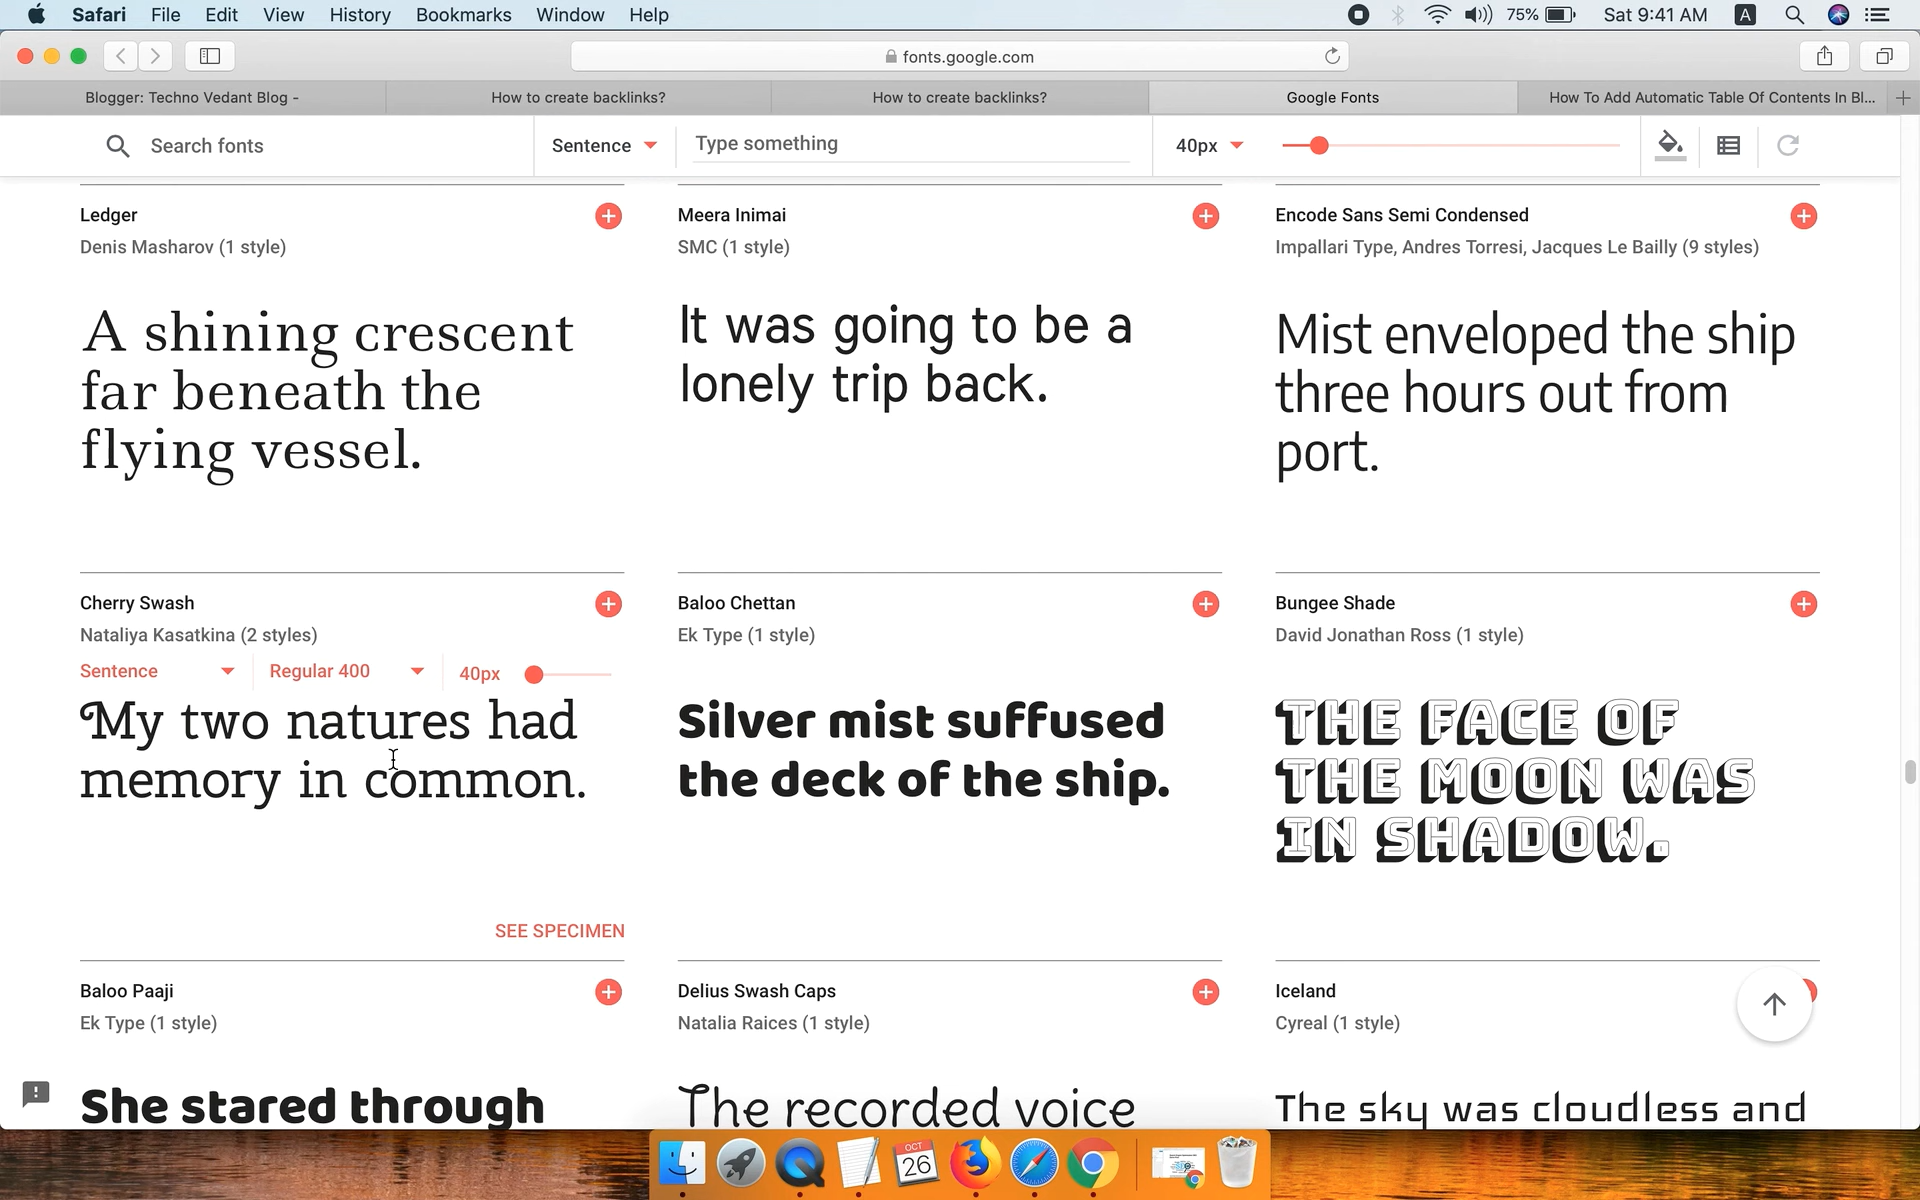 Safari File Edit View History Bookmarks Window Help 75% Sat 9:41 AM A
fonts.google.com
Blogger: Techno Vedant Blog - How to create backlinks? How to create backlinks? Google Fonts How To Add Automatic Table Of Contents In Bl...
Search fonts Sentence Type something 40px
Ledger
Denis Masharov (1 style)
A shining crescent
far beneath the
flying vessel.
Meera Inimai
SMC (1 style)
It was going to be a
lonely trip back.
Encode Sans Semi Condensed
Impallari Type, Andres Torresi, Jacques Le Bailly (9 styles)
Mist enveloped the ship
three hours out from
port.
Cherry Swash
Nataliya Kasatkina (2 styles)
Sentence Regular 400 40px
My two natures had
memory in common.
SEE SPECIMEN
Baloo Chettan
Ek Type (1 style)
Silver mist suffused
the deck of the ship.
Bungee Shade
David Jonathan Ross (1 style)
THE FACE OF
THE MOON WAS
IN SHADOW.
Baloo Paaji
Ek Type (1 style)
She stared through
Delius Swash Caps
Natalia Raices (1 style)
The recorded voice
Iceland
Cyreal (1 style)
The sky was cloudless and
OCT
26